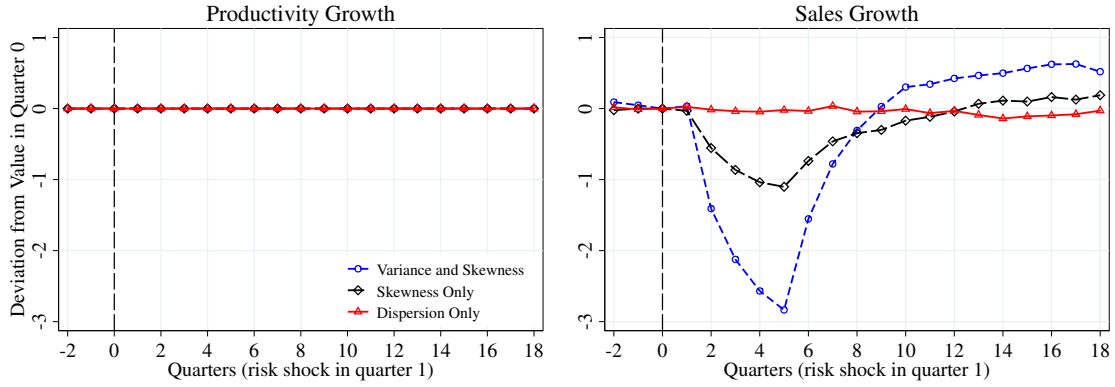 Productivity Growth
Deviation from Value in Quarter 0
1
0
-1
-2
-3
Variance and Skewness
Skewness Only
Dispersion Only
-2 0 2 4 6 8 10 12 14 16 18
Quarters (risk shock in quarter 1)
Sales Growth
1
0
-1
-2
-3
-2 0 2 4 6 8 10 12 14 16 18
Quarters (risk shock in quarter 1)